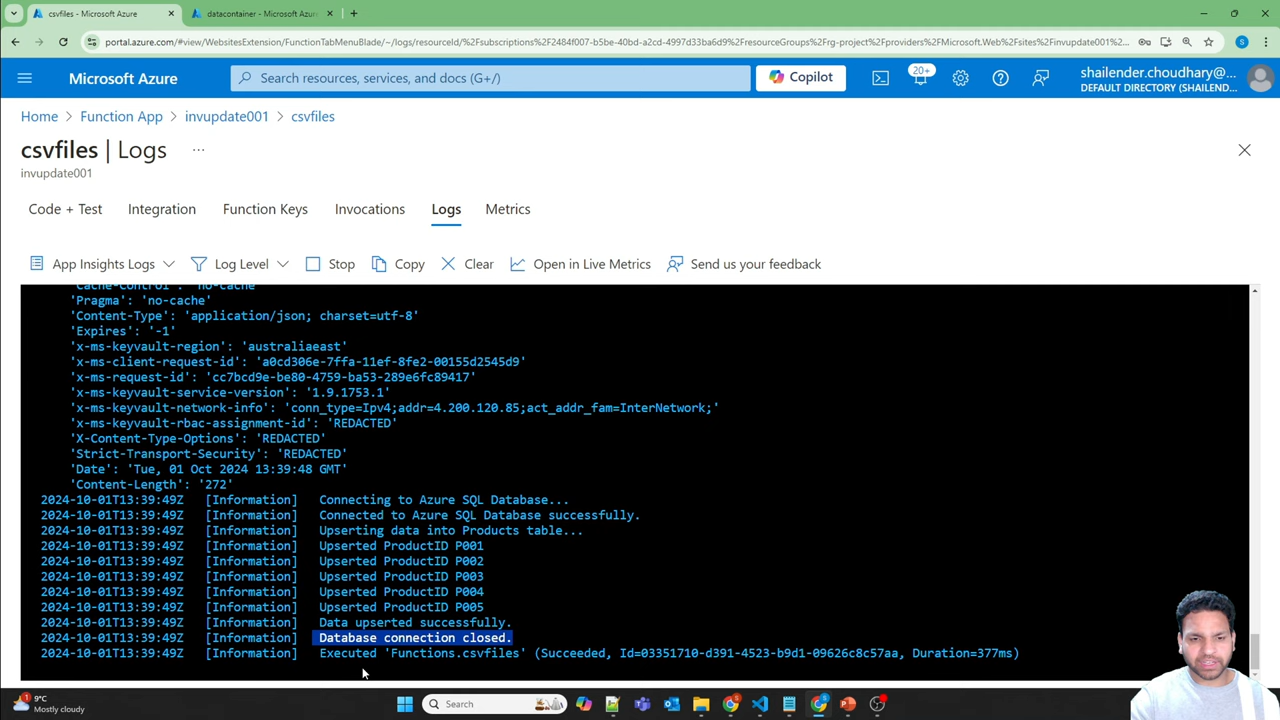 csvfiles - Microsoft Azure
datacontainer - Microsoft Azure
portal.azure.com/#view/WebsitesExtension/FunctionTabMenuBlade/~/logs/resourceId/%2Fsubscriptions%2F2484f007-b5be-40bd-a2cd-4997d33ba6d9%2FresourceGroups%2Frg-project%2Fproviders%2FMicrosoft.Web%2Fsites%2Finvupdate001%2...
S
Microsoft Azure
Search resources, services, and docs (G+/)
Copilot
20+
shailender.choudhary@...
DEFAULT DIRECTORY (SHAILEND...
Home > Function App > invupdate001 > csvfiles
csvfiles | Logs ...
invupdate001
Code + Test Integration Function Keys Invocations Logs Metrics
App Insights Logs Log Level Stop Copy Clear Open in Live Metrics Send us your feedback
'Cache-Control': 'no-cache'
'Pragma': 'no-cache'
'Content-Type': 'application/json; charset=utf-8'
'Expires': '-1'
'x-ms-keyvault-region': 'australiaeast'
'x-ms-client-request-id': 'a0cd306e-7ffa-11ef-8fe2-00155d2545d9'
'x-ms-request-id': 'cc7bcd9e-be80-4759-ba53-289e6fc89417'
'x-ms-keyvault-service-version': '1.9.1753.1'
'x-ms-keyvault-network-info': 'conn_type=Ipv4;addr=4.200.120.85;act_addr_fam=InterNetwork;'
'x-ms-keyvault-rbac-assignment-id': 'REDACTED'
'X-Content-Type-Options': 'REDACTED'
'Strict-Transport-Security': 'REDACTED'
'Date': 'Tue, 01 Oct 2024 13:39:48 GMT'
'Content-Length': '272'
2024-10-01T13:39:49Z [Information] Connecting to Azure SQL Database...
2024-10-01T13:39:49Z [Information] Connected to Azure SQL Database successfully.
2024-10-01T13:39:49Z [Information] Upserting data into Products table...
2024-10-01T13:39:49Z [Information] Upserted ProductID P001
2024-10-01T13:39:49Z [Information] Upserted ProductID P002
2024-10-01T13:39:49Z [Information] Upserted ProductID P003
2024-10-01T13:39:49Z [Information] Upserted ProductID P004
2024-10-01T13:39:49Z [Information] Upserted ProductID P005
2024-10-01T13:39:49Z [Information] Data upserted successfully.
2024-10-01T13:39:49Z [Information] Database connection closed.
2024-10-01T13:39:49Z [Information] Executed 'Functions.csvfiles' (Succeeded, Id=03351710-d391-4523-b9d1-09626c8c57aa, Duration=377ms)
1
9°C
Mostly cloudy
Search